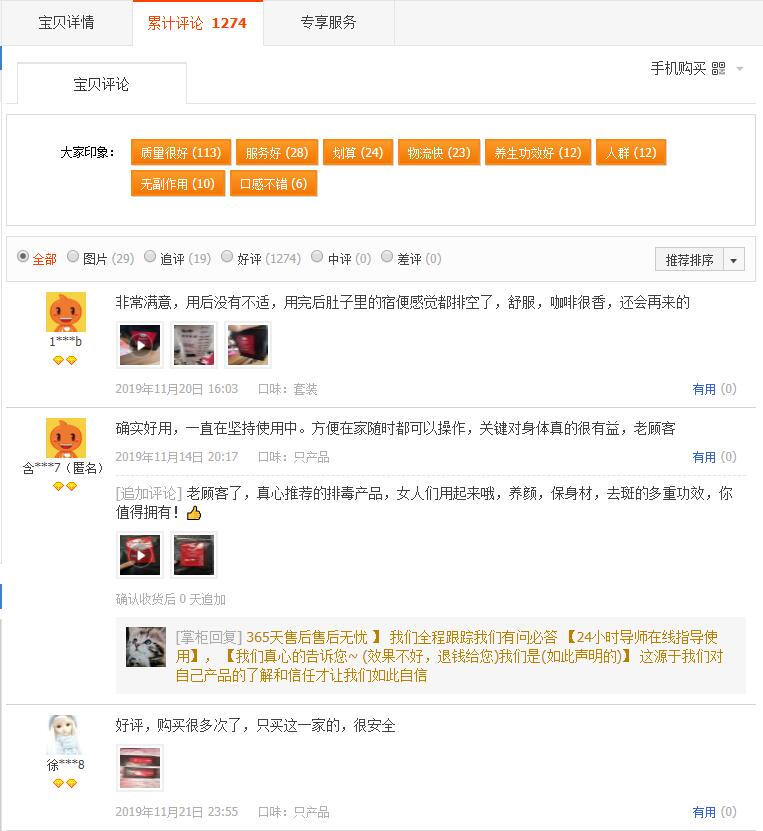 宝贝详情
累计评论 1274
专享服务
宝贝评论
手机购买
大家印象:
质量很好 (113)
服务好 (28)
划算 (24)
物流快 (23)
养生功效好 (12)
人群 (12)
无副作用 (10)
口感不错 (6)
全部
图片 (29)
追评 (19)
好评 (1274)
中评 (0)
差评 (0)
推荐排序
非常满意，用后没有不适，用完后肚子里的宿便感觉都排空了，舒服，咖啡很香，还会再来的
1***b
2019年11月20日 16:03 口味：套装
有用 (0)
确实好用，一直在坚持使用中。方便在家随时都可以操作，关键对身体真的很有益，老顾客
含***7（匿名）
2019年11月14日 20:17 口味：只产品
有用 (0)
[追加评论] 老顾客了，真心推荐的排毒产品，女人们用起来哦，养颜，保身材，去斑的多重功效，你
值得拥有！👍
确认收货后 0 天追加
[掌柜回复] 365天售后售后无忧 】 我们全程跟踪我们有问必答 【24小时导师在线指导使
用】，【我们真心的告诉您~ (效果不好，退钱给您)我们是(如此声明的)】 这源于我们对
自己产品的了解和信任才让我们如此自信
好评，购买很多次了，只买这一家的，很安全
徐***8
2019年11月21日 23:55 口味：只产品
有用 (0)